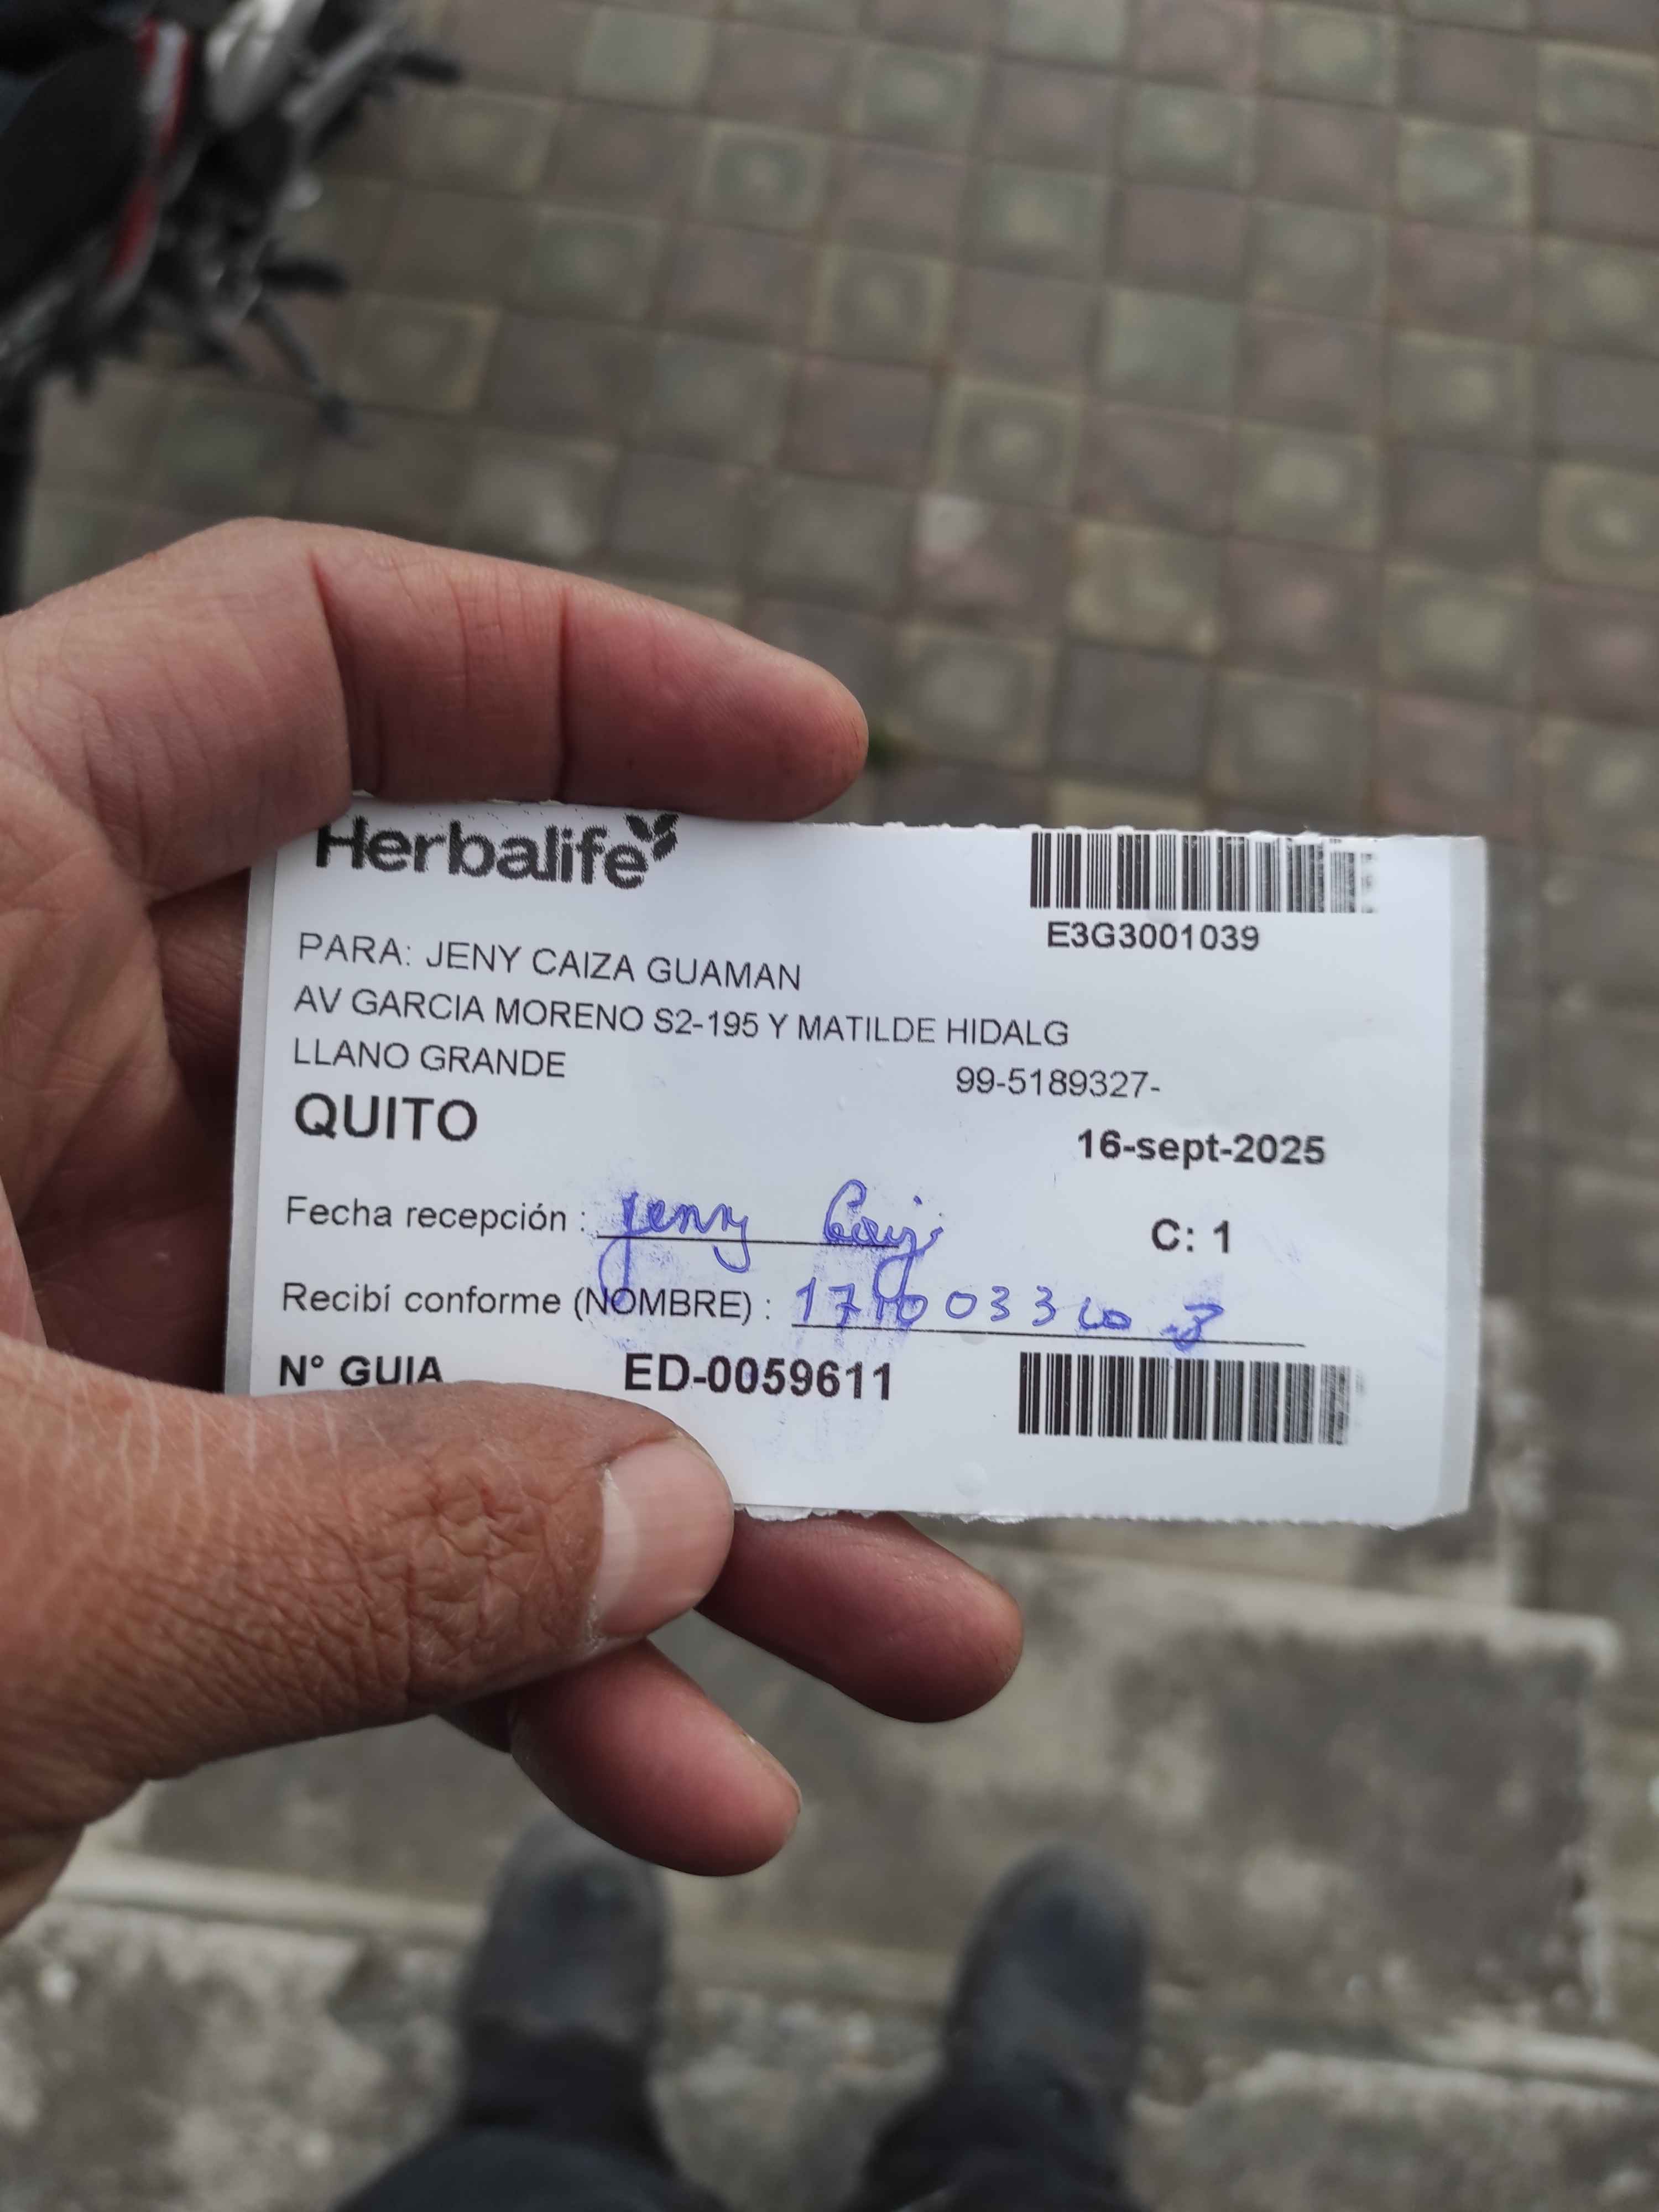 Herbalife
E3G3001039
PARA: JENY CAIZA GUAMAN
AV GARCIA MORENO S2-195 Y MATILDE HIDALG
LLANO GRANDE
99-5189327-
QUITO
16-sept-2025
Fecha recepción : Jeny
C: 1
Recibí conforme (NOMBRE) :
N° GUIA ED-0059611